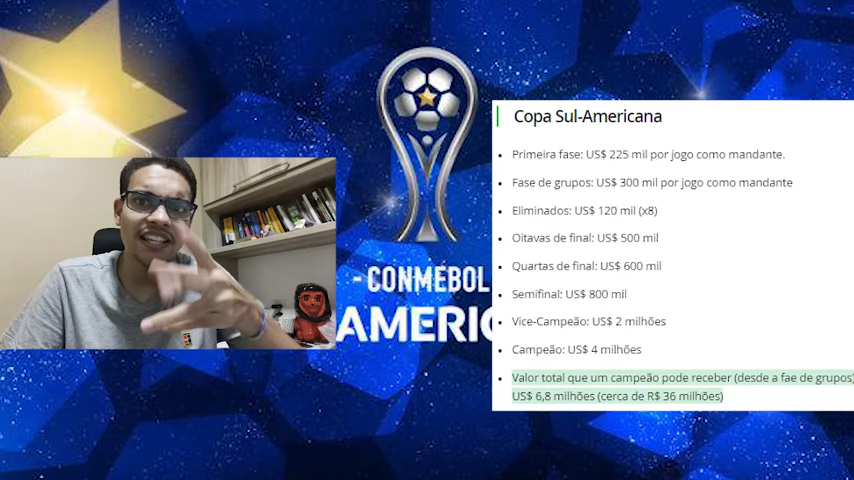 Copa Sul-Americana
Primeira fase: US$ 225 mil por jogo como mandante.
Fase de grupos: US$ 300 mil por jogo como mandante
Eliminados: US$ 120 mil (x8)
Oitavas de final: US$ 500 mil
Quartas de final: US$ 600 mil
Semifinal: US$ 800 mil
Vice-Campeão: US$ 2 milhões
Campeão: US$ 4 milhões
Valor total que um campeão pode receber (desde a fae de grupos)
US$ 6,8 milhões (cerca de R$ 36 milhões)
- CONMEBOL
AMERIC